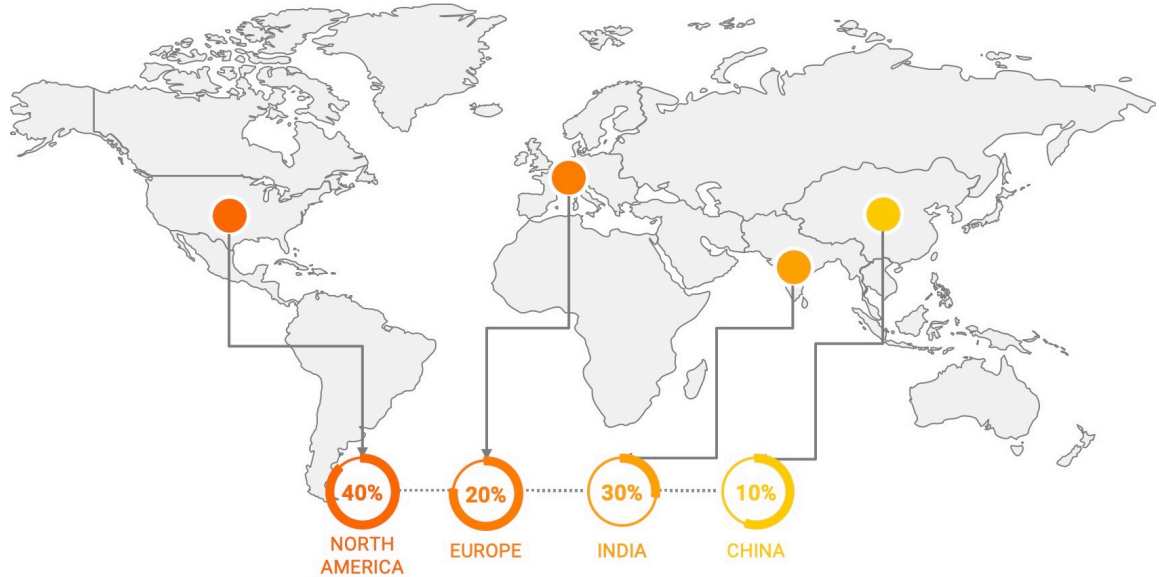 40%
20%
30%
10%
NORTH
AMERICA
EUROPE
INDIA
CHINA